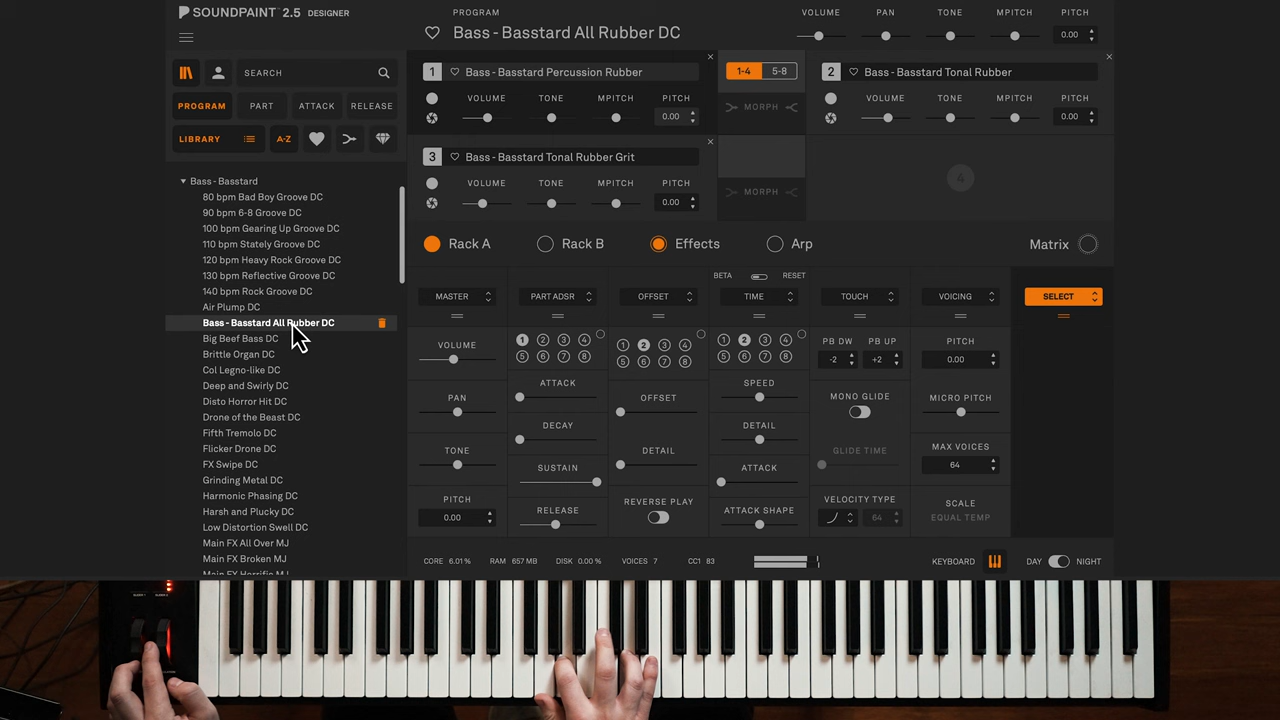 SOUNDPAINT 2.5 DESIGNER
SEARCH
PROGRAM PART ATTACK RELEASE
LIBRARY A-Z
Bass - Basstard
80 bpm Bad Boy Groove DC
90 bpm 6-8 Groove DC
100 bpm Gearing Up Groove DC
110 bpm Stately Groove DC
120 bpm Heavy Rock Groove DC
130 bpm Reflective Groove DC
140 bpm Rock Groove DC
Air Plump DC
Bass - Basstard All Rubber DC
Big Beef Bass DC
Brittle Organ DC
Col Legno-like DC
Deep and Swirly DC
Disto Horror Hit DC
Drone of the Beast DC
Fifth Tremolo DC
Flicker Drone DC
FX Swipe DC
Grinding Metal DC
Harmonic Phasing DC
Harsh and Plucky DC
Low Distortion Swell DC
Main FX All Over MJ
Main FX Broken MJ
Main FX Horrific MJ
PROGRAM
Bass - Basstard All Rubber DC
VOLUME PAN TONE MPITCH PITCH
0.00
1 Bass - Basstard Percussion Rubber
VOLUME TONE MPITCH PITCH
0.00
1-4 5-8
MORPH
2 Bass - Basstard Tonal Rubber
VOLUME TONE MPITCH PITCH
0.00
3 Bass - Basstard Tonal Rubber Grit
VOLUME TONE MPITCH PITCH
0.00
MORPH
4
Rack A Rack B Effects Arp Matrix
BETA RESET
MASTER PART ADSR OFFSET TIME TOUCH VOICING SELECT
VOLUME
PAN
TONE
PITCH
0.00
1 2 3 4
5 6 7 8
ATTACK
DECAY
SUSTAIN
RELEASE
1 2 3 4
5 6 7 8
OFFSET
DETAIL
REVERSE PLAY
1 2 3 4
5 6 7 8
SPEED
DETAIL
ATTACK
ATTACK SHAPE
PB DW PB UP
-2 +2
MONO GLIDE
GLIDE TIME
VELOCITY TYPE
64
PITCH
0.00
MICRO PITCH
MAX VOICES
64
SCALE
EQUAL TEMP
CORE 6.01 % RAM 657 MB DISK 0.00 % VOICES 7 CC1 83 KEYBOARD DAY NIGHT